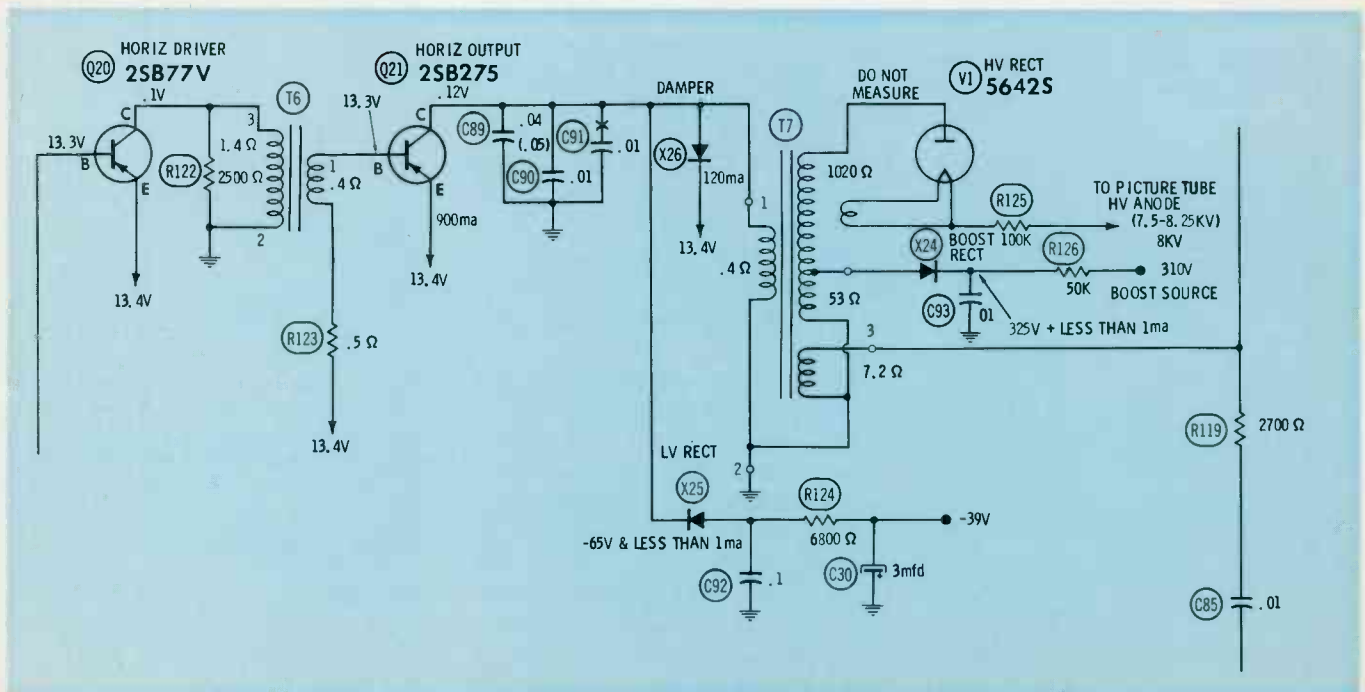 HORIZ DRIVER
Q20 2SB77V
.1V
C
13.3V
B
E
R122
2500 Ω
13.4V
T6
3
1.4 Ω
2
1
.4 Ω
R123
.5 Ω
13.4V
HORIZ OUTPUT
Q21 2SB275
13.3V
.12V
C
B
E
900ma
13.4V
C89
.04
(.05)
C90
.01
C91
.01
DAMPER
X26
120ma
13.4V
1
.4 Ω
T7
2
DO NOT
MEASURE
HV RECT
V1 5642S
1020 Ω
R125
100K
TO PICTURE TUBE
HV ANODE
(7.5-8.25KV)
8KV
X24
BOOST
RECT
R126
50K
310V
BOOST SOURCE
53 Ω
C93
01
325V + LESS THAN 1ma
3
7.2 Ω
R119
2700 Ω
C85
.01
LV RECT
X25
-65V & LESS THAN 1ma
R124
6800 Ω
-39V
C92
.1
C30
3mfd